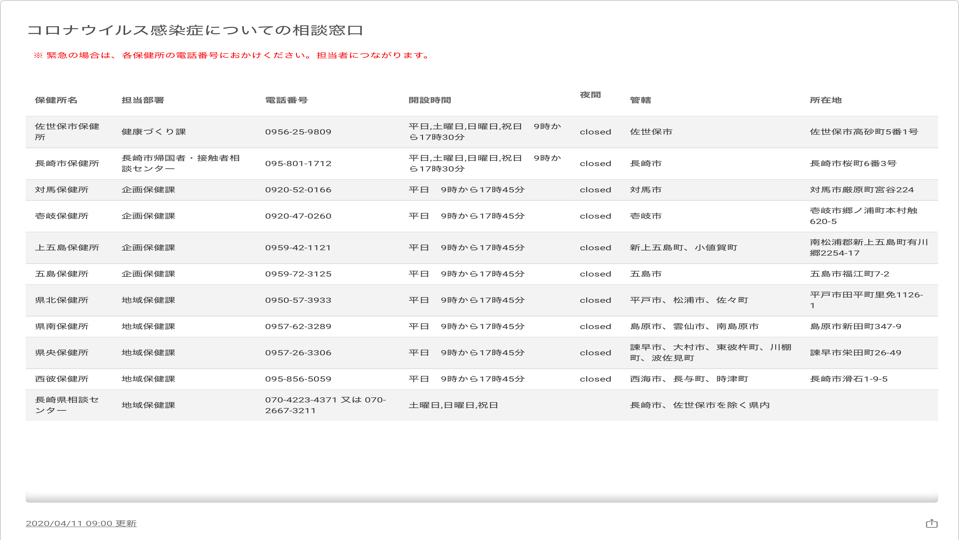 コロナウイルス感染症についての相談窓口
※ 緊急の場合は、各保健所の電話番号におかけください。担当者につながります。
保健所名 担当部署 電話番号 開設時間 夜間 管轄 所在地
佐世保市保健所 健康づくり課 0956-25-9809 平日,土曜日,日曜日,祝日　9時から17時30分 closed 佐世保市 佐世保市高砂町5番1号
長崎市保健所 長崎市帰国者・接触者相談センター 095-801-1712 平日,土曜日,日曜日,祝日　9時から17時30分 closed 長崎市 長崎市桜町6番3号
対馬保健所 企画保健課 0920-52-0166 平日　9時から17時45分 closed 対馬市 対馬市厳原町宮谷224
壱岐保健所 企画保健課 0920-47-0260 平日　9時から17時45分 closed 壱岐市 壱岐市郷ノ浦町本村触620-5
上五島保健所 企画保健課 0959-42-1121 平日　9時から17時45分 closed 新上五島町、小値賀町 南松浦郡新上五島町有川郷2254-17
五島保健所 企画保健課 0959-72-3125 平日　9時から17時45分 closed 五島市 五島市福江町7-2
県北保健所 地域保健課 0950-57-3933 平日　9時から17時45分 closed 平戸市、松浦市、佐々町 平戸市田平町里免1126-1
県南保健所 地域保健課 0957-62-3289 平日　9時から17時45分 closed 島原市、雲仙市、南島原市 島原市新田町347-9
県央保健所 地域保健課 0957-26-3306 平日　9時から17時45分 closed 諫早市、大村市、東彼杵町、川棚町、波佐見町 諫早市栄田町26-49
西彼保健所 地域保健課 095-856-5059 平日　9時から17時45分 closed 西海市、長与町、時津町 長崎市滑石1-9-5
長崎県相談センター 地域保健課 070-4223-4371 又は 070-2667-3211 土曜日,日曜日,祝日 長崎市、佐世保市を除く県内
2020/04/11 09:00 更新